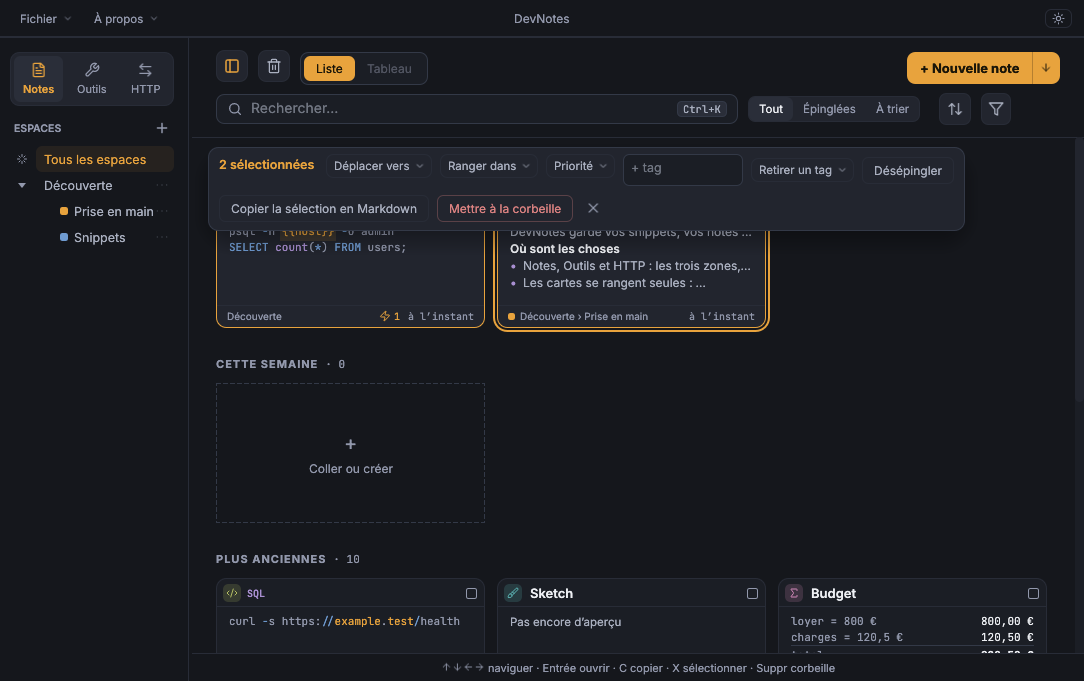 Fichier
À propos
DevNotes
Notes
Outils
HTTP
ESPACES
Tous les espaces
Découverte
Prise en main
Snippets
Liste
Tableau
+ Nouvelle note
Rechercher...
Ctrl+K
Tout
Épinglées
À trier
2 sélectionnées
Déplacer vers
Ranger dans
Priorité
+ tag
Retirer un tag
Désépingler
Copier la sélection en Markdown
Mettre à la corbeille
psql -h {{host}} -U admin
SELECT count(*) FROM users;
Découverte
1 à l’instant
DevNotes garde vos snippets, vos notes ...
Où sont les choses
• Notes, Outils et HTTP : les trois zones,...
• Les cartes se rangent seules : ...
Découverte › Prise en main
à l’instant
CETTE SEMAINE · 0
+
Coller ou créer
PLUS ANCIENNES · 10
SQL
curl -s https://example.test/health
Sketch
Pas encore d’aperçu
Budget
loyer = 800 € 800,00 €
charges = 120,5 € 120,50 €
↑↓←→ naviguer · Entrée ouvrir · C copier · X sélectionner · Suppr corbeille